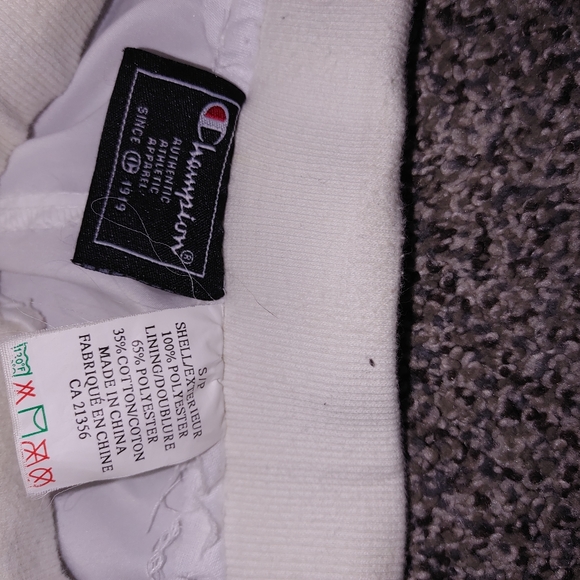 Champion®
AUTHENTIC
ATHLETIC
APPAREL
SINCE 1919
S/P
SHELL/EXTERIEUR
100% POLYESTER
LINING/DOUBLURE
65% POLYESTER
35% COTTON/COTON
MADE IN CHINA
FABRIQUÉ EN CHINE
CA 21356
120°F